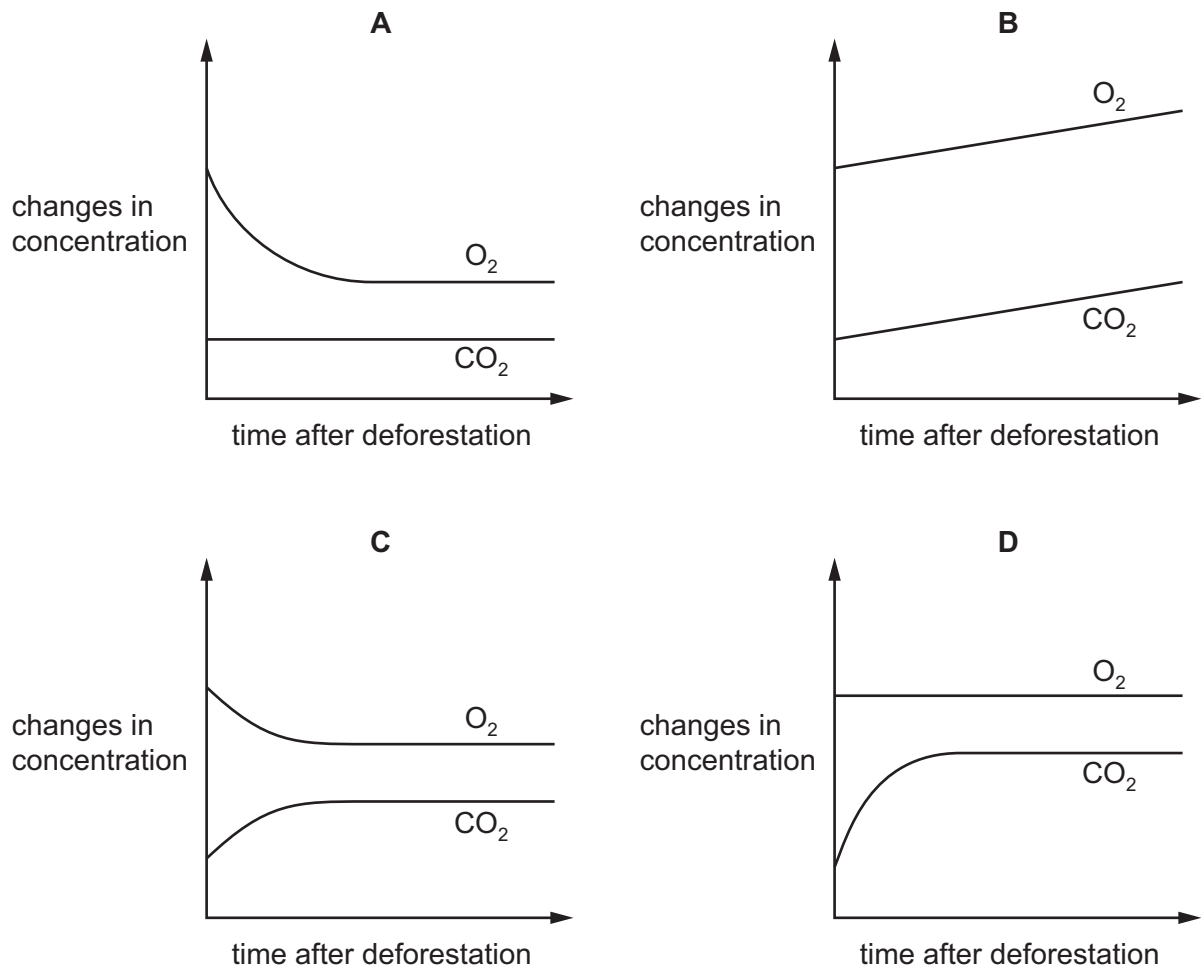 A
changes in
concentration
O₂
CO₂
time after deforestation
B
changes in
concentration
O₂
CO₂
time after deforestation
C
changes in
concentration
O₂
CO₂
time after deforestation
D
changes in
concentration
O₂
CO₂
time after deforestation